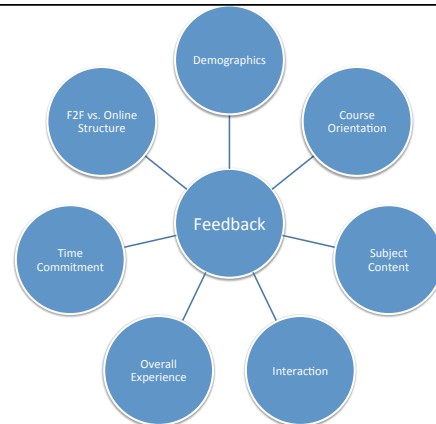 Demographics
F2F vs. Online
Structure
Course
Orientation
Feedback
Time
Commitment
Subject
Content
Overall
Experience
Interaction